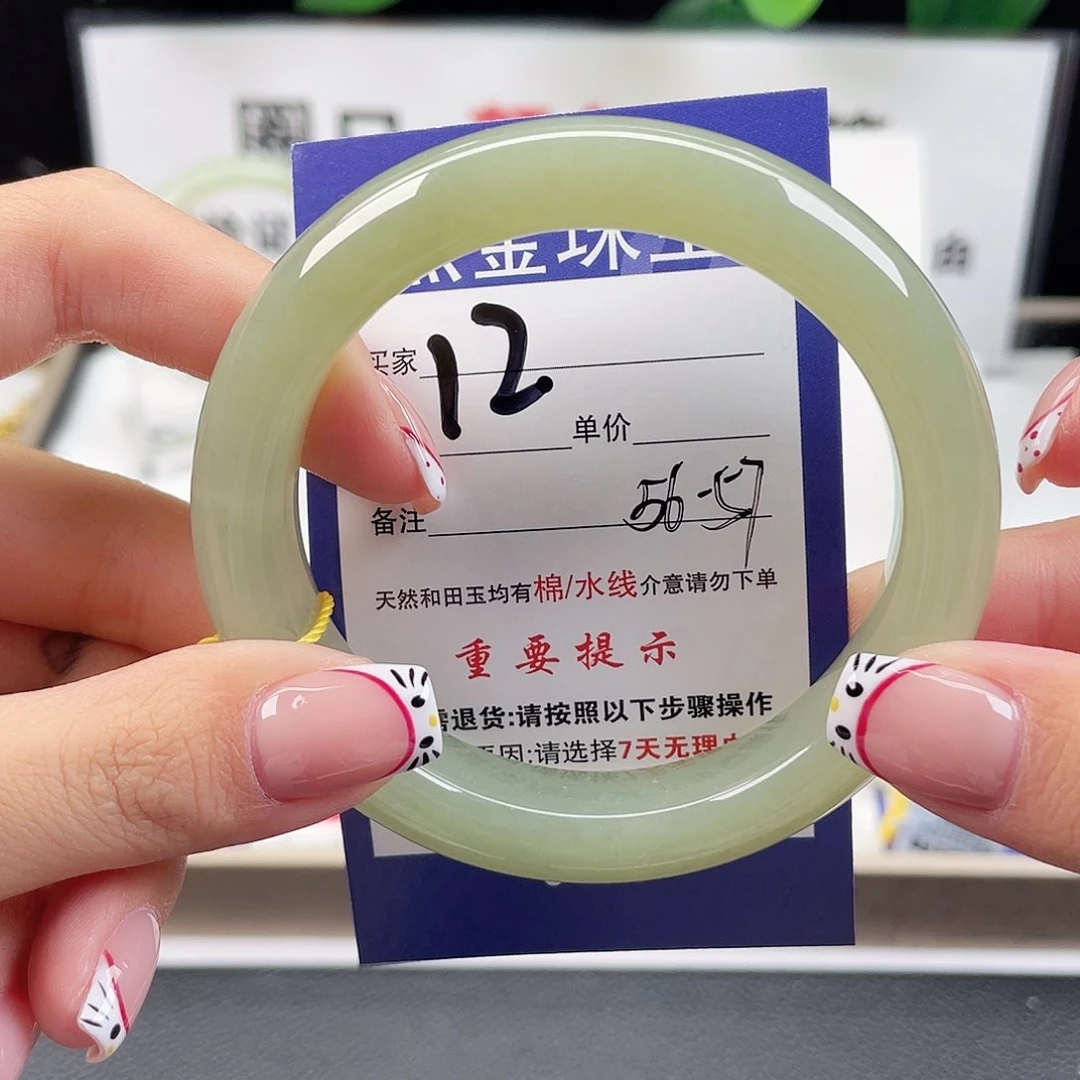 金珠
买家 12
单价
备注 56-57
天然和田玉均有棉/水线介意请勿下单
重要提示
退货:请按照以下步骤操作
原因:请选择7天无理由